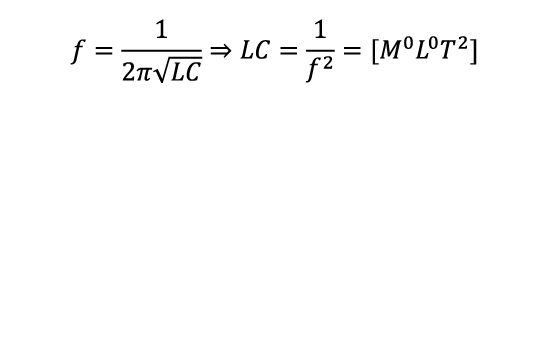 f = 1/(2π√LC) ⇒ LC = 1/f² = [M⁰L⁰T²]